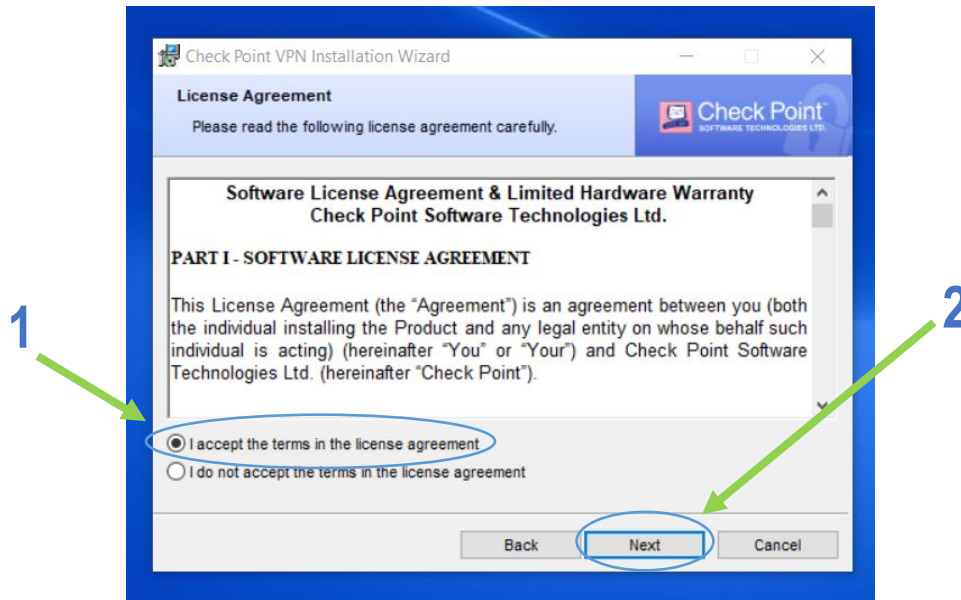 Check Point VPN Installation Wizard
License Agreement
Please read the following license agreement carefully.
Check Point
SOFTWARE TECHNOLOGIES LTD.
Software License Agreement & Limited Hardware Warranty
Check Point Software Technologies Ltd.
PART I - SOFTWARE LICENSE AGREEMENT
This License Agreement (the “Agreement”) is an agreement between you (both
the individual installing the Product and any legal entity on whose behalf such
individual is acting) (hereinafter “You” or “Your”) and Check Point Software
Technologies Ltd. (hereinafter “Check Point”).
1
2
I accept the terms in the license agreement
I do not accept the terms in the license agreement
Back
Next
Cancel